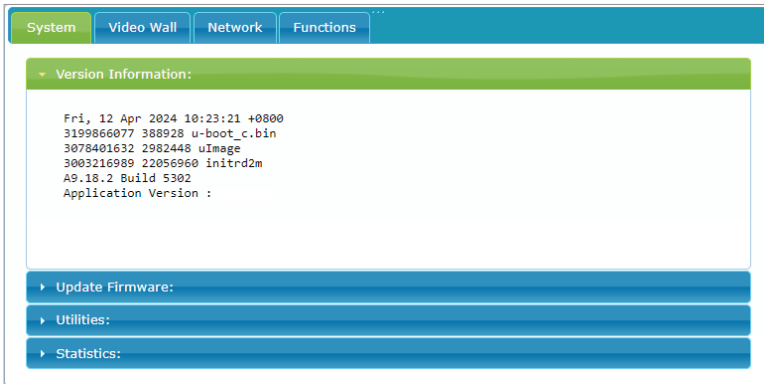 System Video Wall Network Functions
Version Information:
Fri, 12 Apr 2024 10:23:21 +0800
3199866077 388928 u-boot_c.bin
3078401632 2982448 uImage
3003216989 22056960 initrd2m
A9.18.2 Build 5302
Application Version :
Update Firmware:
Utilities:
Statistics: